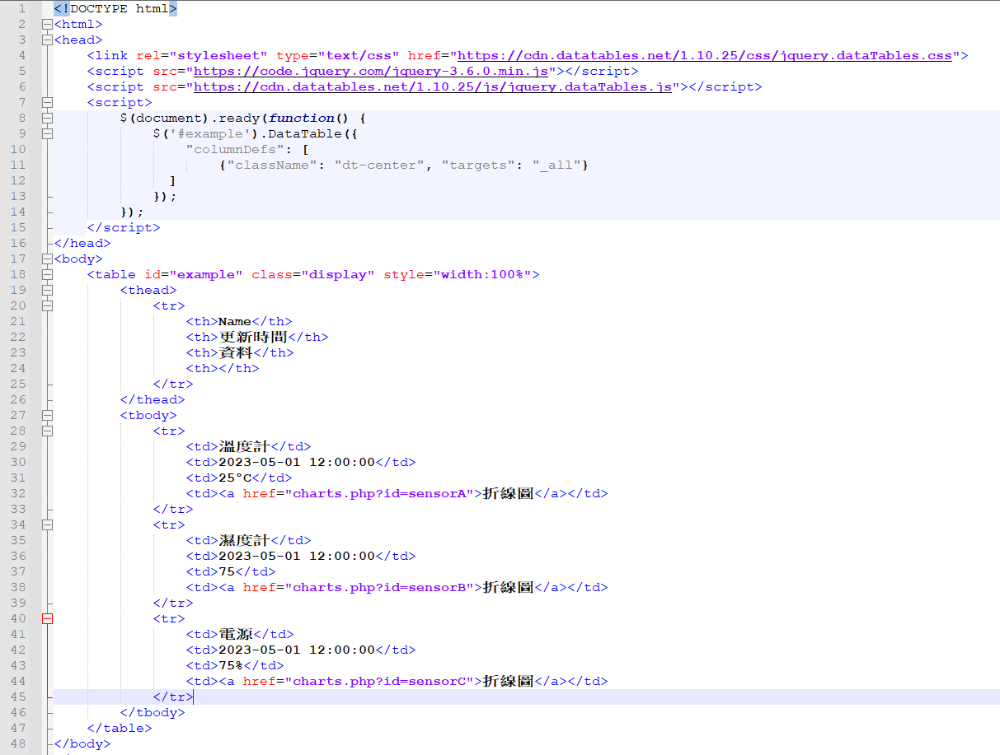 1 <!DOCTYPE html>
2 <html>
3 <head>
4 <link rel="stylesheet" type="text/css" href="https://cdn.datatables.net/1.10.25/css/jquery.dataTables.css">
5 <script src="https://code.jquery.com/jquery-3.6.0.min.js"></script>
6 <script src="https://cdn.datatables.net/1.10.25/js/jquery.dataTables.js"></script>
7 <script>
8 $(document).ready(function() {
9 $('#example').DataTable({
10 "columnDefs": [
11 {"className": "dt-center", "targets": "_all"}
12 ]
13 });
14 });
15 </script>
16 </head>
17 <body>
18 <table id="example" class="display" style="width:100%">
19 <thead>
20 <tr>
21 <th>Name</th>
22 <th>更新時間</th>
23 <th>資料</th>
24 <th></th>
25 </tr>
26 </thead>
27 <tbody>
28 <tr>
29 <td>溫度計</td>
30 <td>2023-05-01 12:00:00</td>
31 <td>25°C</td>
32 <td><a href="charts.php?id=sensorA">折線圖</a></td>
33 </tr>
34 <tr>
35 <td>濕度計</td>
36 <td>2023-05-01 12:00:00</td>
37 <td>75</td>
38 <td><a href="charts.php?id=sensorB">折線圖</a></td>
39 </tr>
40 <tr>
41 <td>電源</td>
42 <td>2023-05-01 12:00:00</td>
43 <td>75%</td>
44 <td><a href="charts.php?id=sensorC">折線圖</a></td>
45 </tr>
46 </tbody>
47 </table>
48 </body>